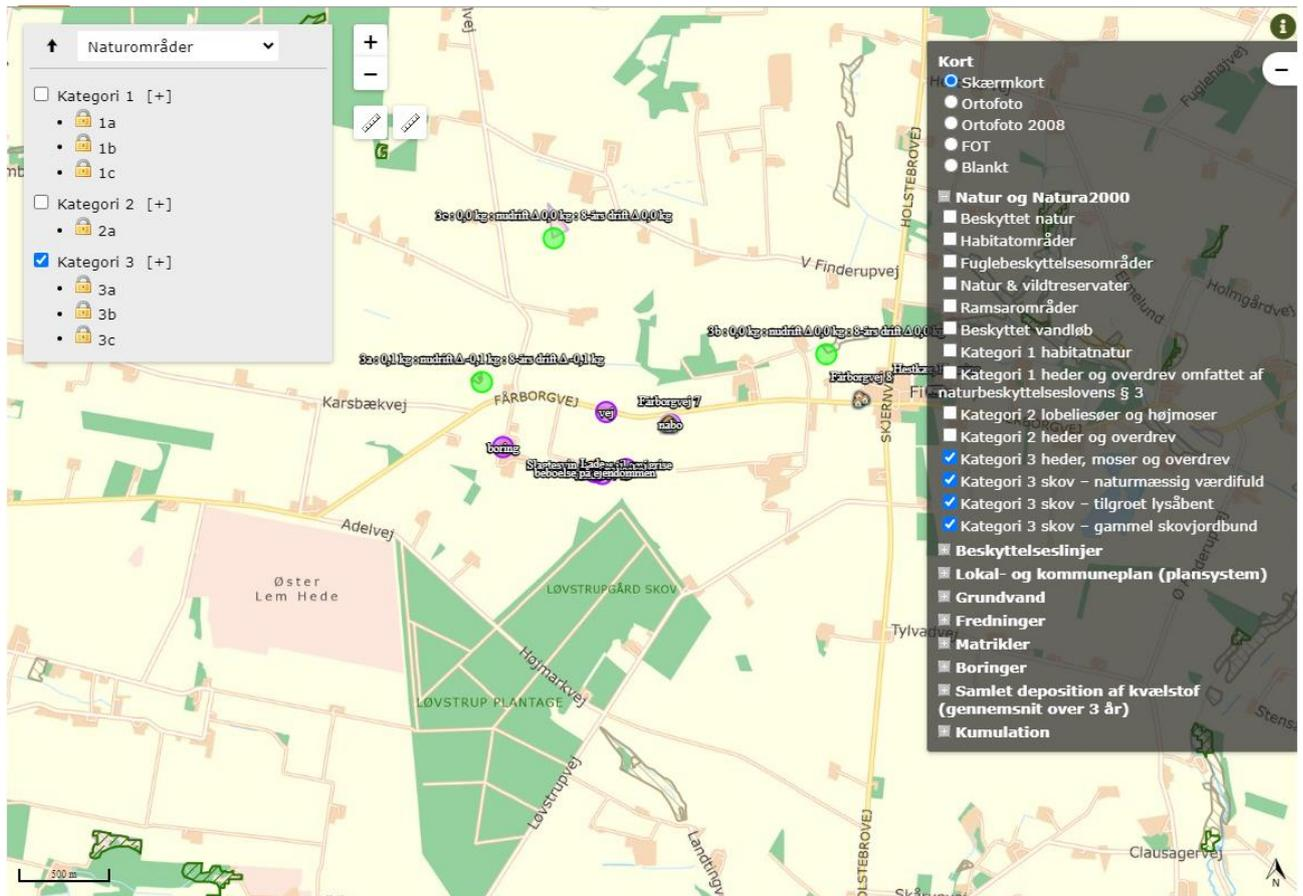 Naturområder
Kategori 1 [+]
1a
1b
1c
Kategori 2 [+]
2a
Kategori 3 [+]
3a
3b
3c
+
−
HOLSTEBROVEJ
Fuglehøjvej
3c : 0,0 kg : nudrift Δ 0,0 kg : 8-års drift Δ 0,0 kg
V Finderupvej
3b : 0,0 kg : nudrift Δ 0,0 kg : 8-års drift Δ 0,0
3a : 0,1 kg : nudrift Δ -0,1 kg : 8-års drift Δ -0,1 kg
Holmgårdvej
Karsbækvej
FÅRBORGVEJ
Fårborgvej 7
Fårborgvej 8
vej
nabo
boring
beboelse på ejendommen
SKJERNVEJ
Adelvej
Øster
Lem Hede
LØVSTRUPGÅRD SKOV
Højmarkvej
LØVSTRUP PLANTAGE
Løvstrupvej
Tylvadvej
Landtingvej
Clausagervej
500 m
N
Kort
Skærmkort
Ortofoto
Ortofoto 2008
FOT
Blankt
Natur og Natura2000
Beskyttet natur
Habitatområder
Fuglebeskyttelsesområder
Natur & vildtreservater
Ramsarområder
Beskyttet vandløb
Kategori 1 habitatnatur
Kategori 1 heder og overdrev omfattet af
naturbeskyttelseslovens § 3
Kategori 2 lobeliesøer og højmoser
Kategori 2 heder og overdrev
Kategori 3 heder, moser og overdrev
Kategori 3 skov – naturmæssig værdifuld
Kategori 3 skov – tilgroet lysåbent
Kategori 3 skov – gammel skovjordbund
Beskyttelseslinjer
Lokal- og kommuneplan (plansystem)
Grundvand
Fredninger
Matrikler
Boringer
Samlet deposition af kvælstof
(gennemsnit over 3 år)
Kumulation